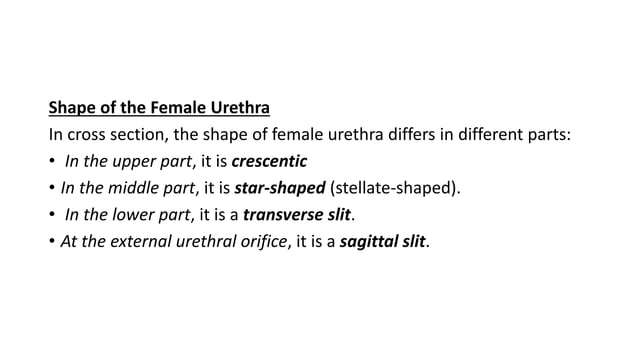 Shape of the Female Urethra
In cross section, the shape of female urethra differs in different parts:
• In the upper part, it is crescentic
• In the middle part, it is star-shaped (stellate-shaped).
• In the lower part, it is a transverse slit.
• At the external urethral orifice, it is a sagittal slit.